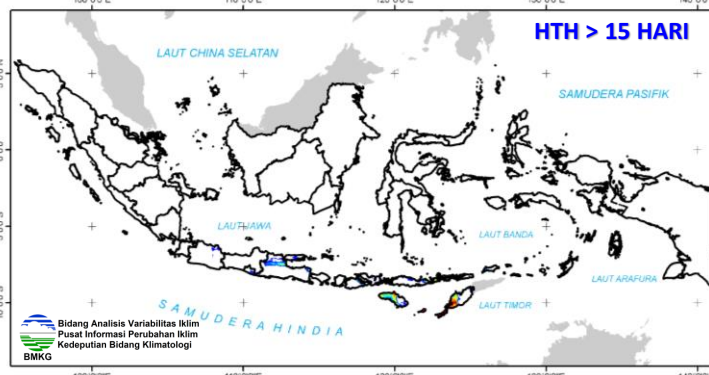 HTH > 15 HARI
LAUT CHINA SELATAN
SAMUDERA PASIFIK
LAUT JAWA
LAUT BANDA
LAUT ARAFURA
LAUT TIMOR
SAMUDERA HINDIA
Bidang Analisis Variabilitas Iklim
Pusat Informasi Perubahan Iklim
Kedeputian Bidang Klimatologi
BMKG